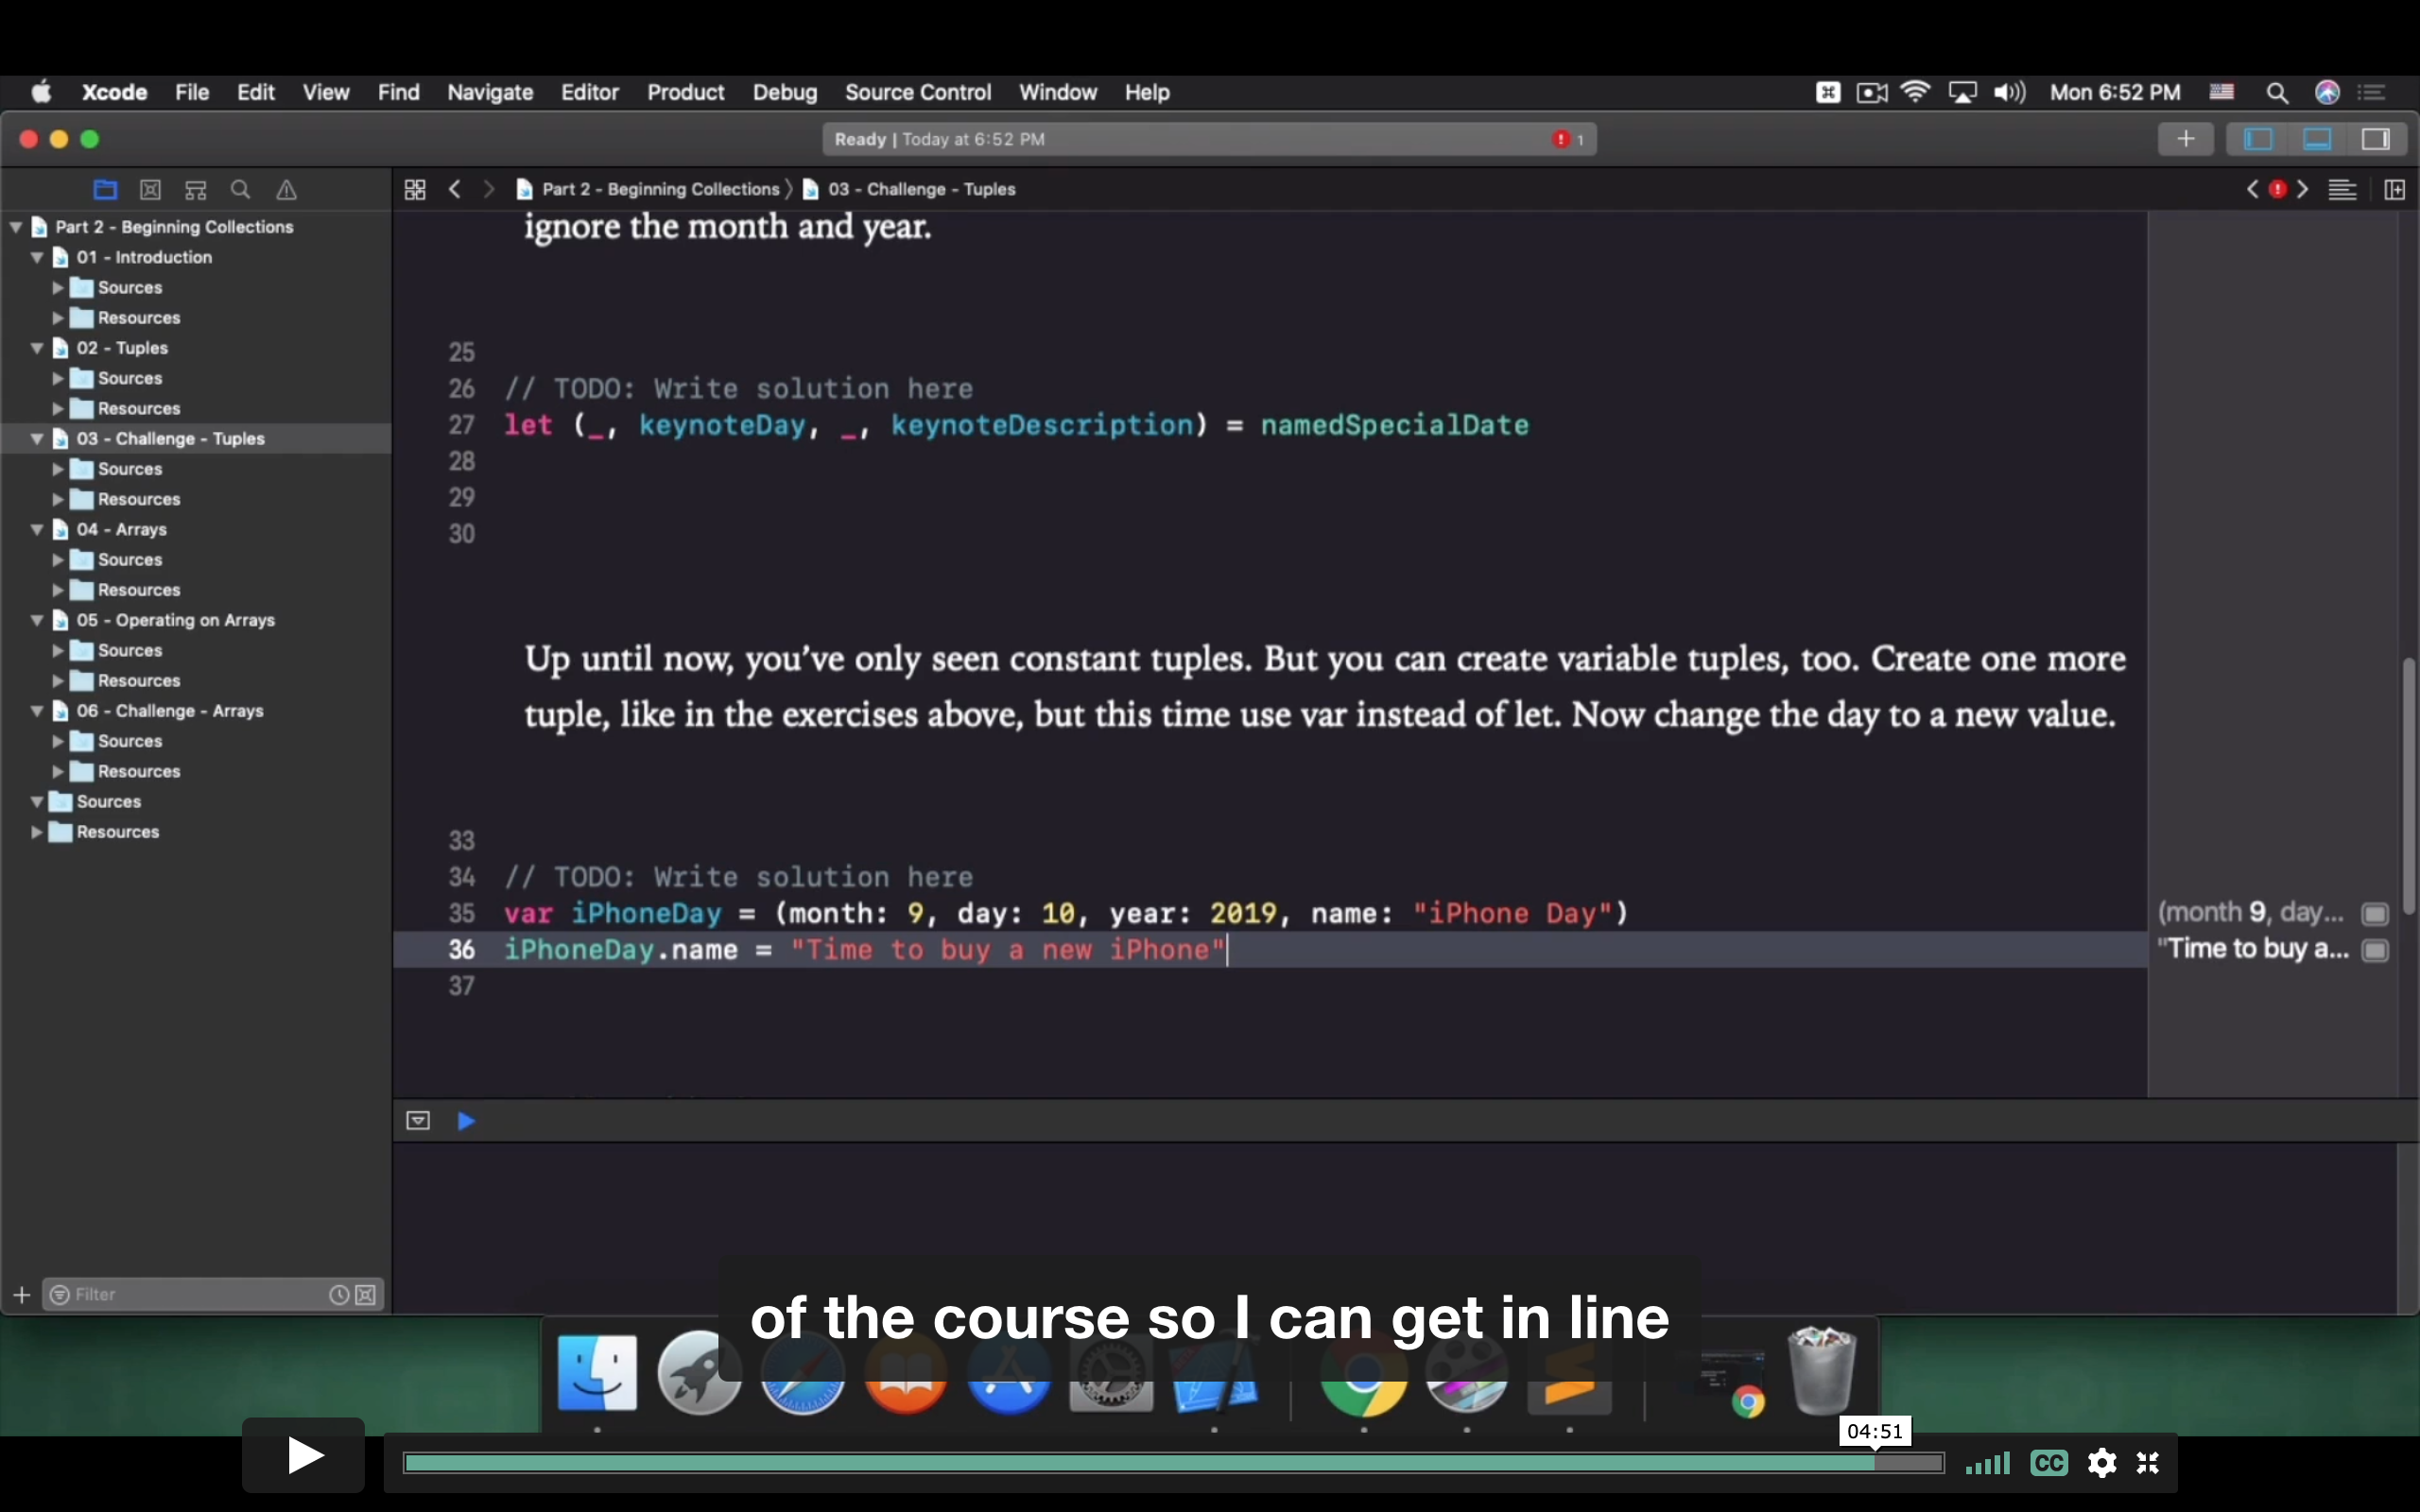 Xcode File Edit View Find Navigate Editor Product Debug Source Control Window Help Mon 6:52 PM
Ready | Today at 6:52 PM 1
Part 2 - Beginning Collections 03 - Challenge - Tuples
Part 2 - Beginning Collections
01 - Introduction
Sources
Resources
02 - Tuples
Sources
Resources
03 - Challenge - Tuples
Sources
Resources
04 - Arrays
Sources
Resources
05 - Operating on Arrays
Sources
Resources
06 - Challenge - Arrays
Sources
Resources
Sources
Resources
Filter
ignore the month and year.
25
26 // TODO: Write solution here
27 let (_, keynoteDay, _, keynoteDescription) = namedSpecialDate
28
29
30
Up until now, you’ve only seen constant tuples. But you can create variable tuples, too. Create one more
tuple, like in the exercises above, but this time use var instead of let. Now change the day to a new value.
33
34 // TODO: Write solution here
35 var iPhoneDay = (month: 9, day: 10, year: 2019, name: "iPhone Day")
36 iPhoneDay.name = "Time to buy a new iPhone"
37
(month 9, day...
"Time to buy a...
of the course so I can get in line
04:51
CC